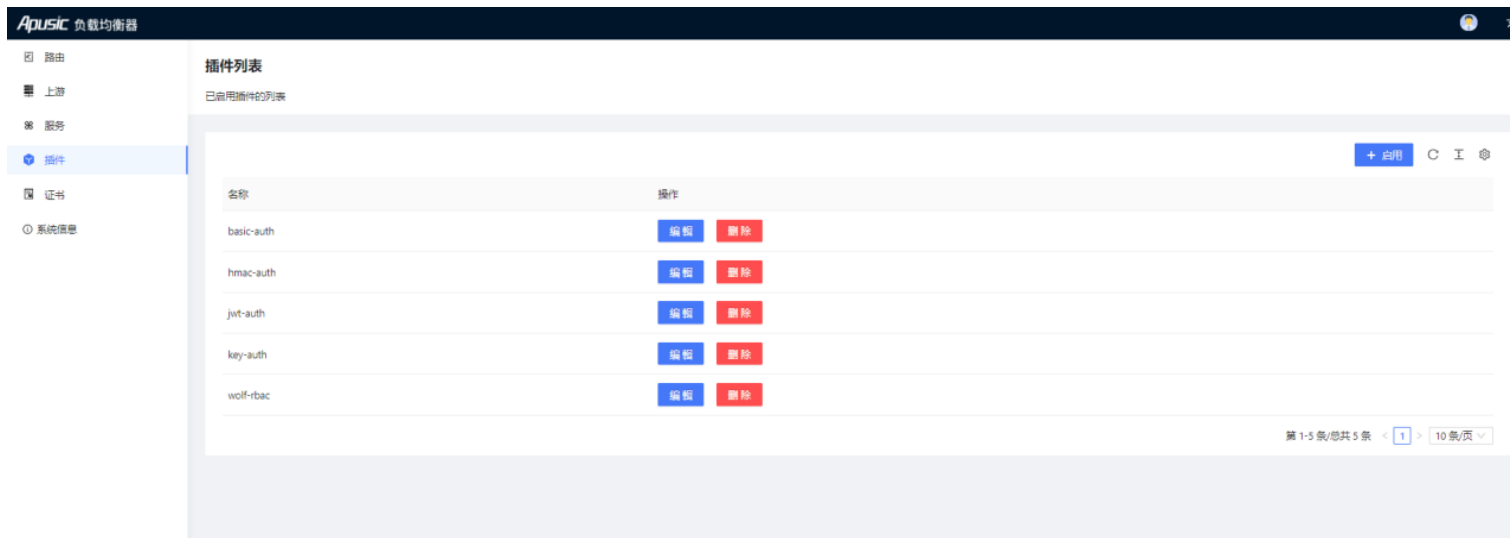 Apusic 负载均衡器
路由
上游
服务
插件
证书
系统信息
插件列表
已启用插件的列表
+ 启用
名称 操作
basic-auth 编辑 删除
hmac-auth 编辑 删除
jwt-auth 编辑 删除
key-auth 编辑 删除
wolf-rbac 编辑 删除
第 1-5 条/总共 5 条 < 1 > 10 条/页